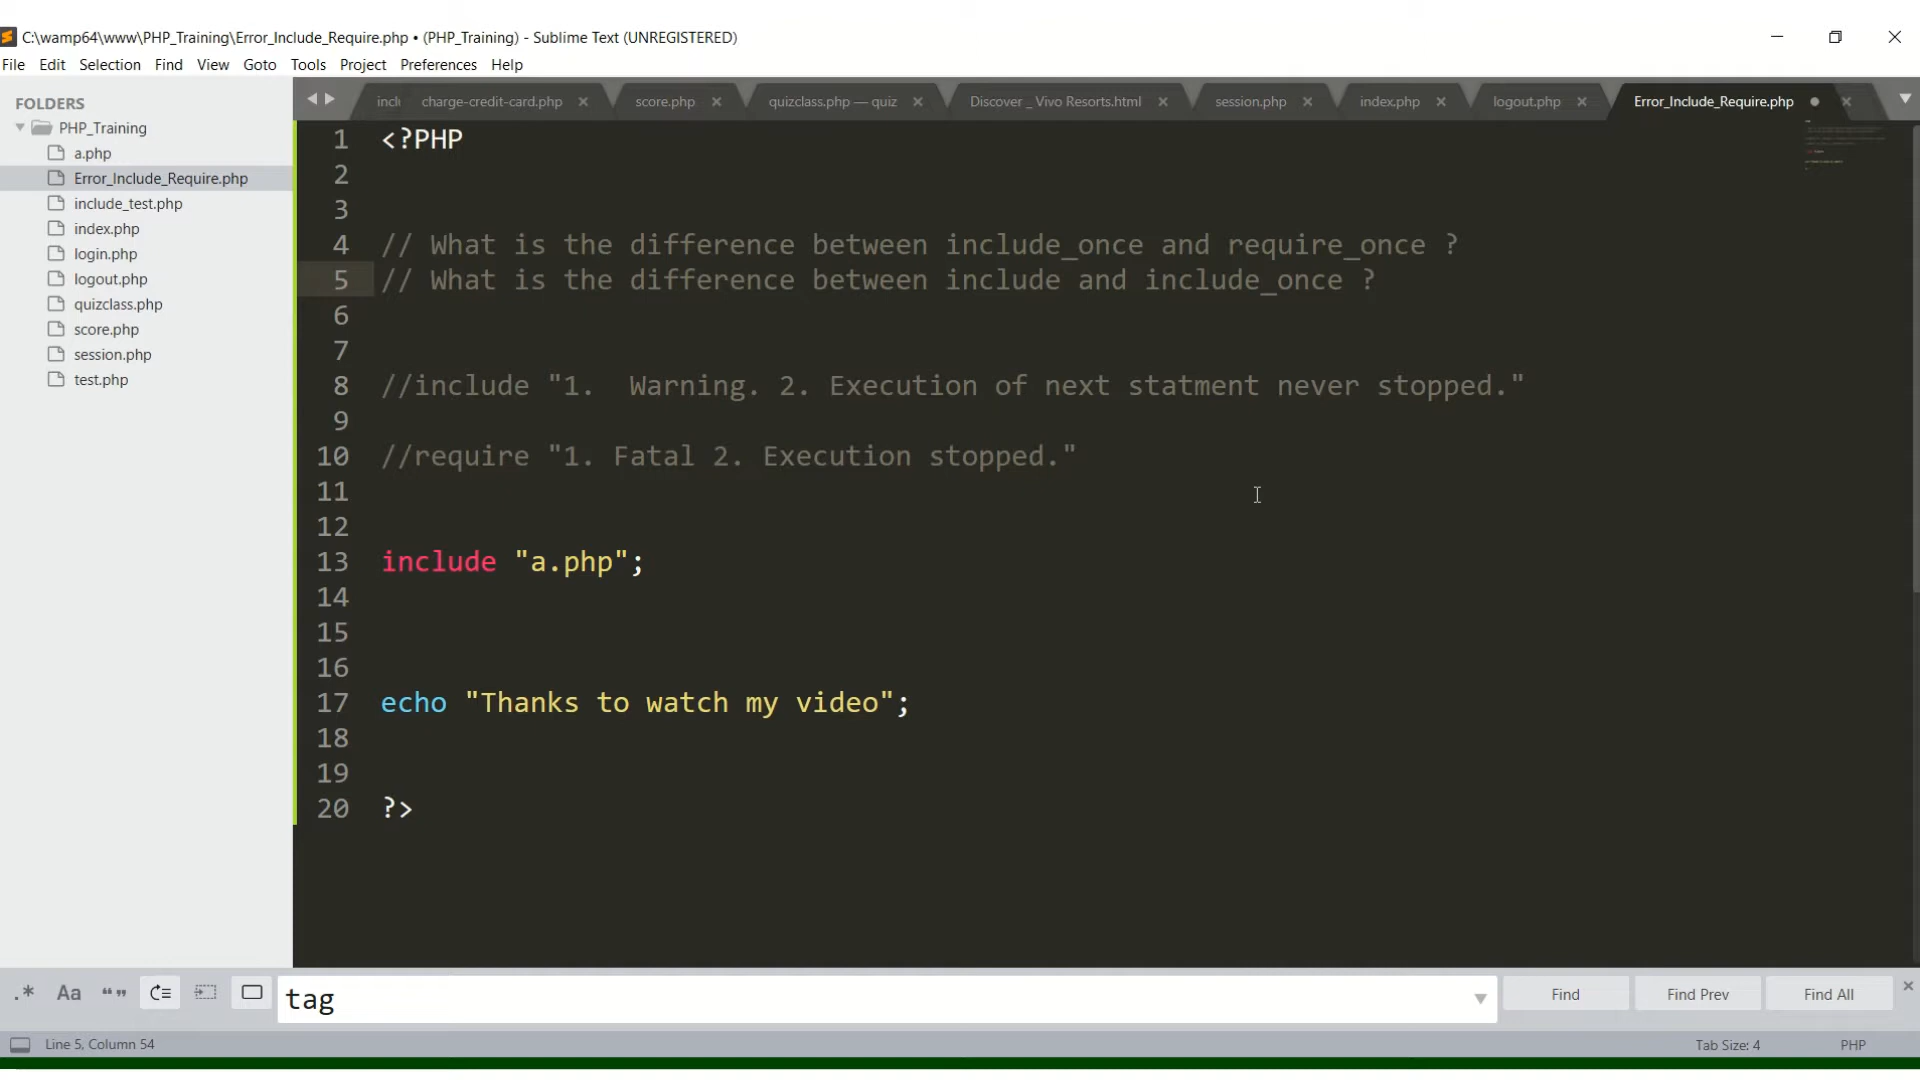 C:\wamp64\www\PHP_Training\Error_Include_Require.php • (PHP_Training) - Sublime Text (UNREGISTERED)
File Edit Selection Find View Goto Tools Project Preferences Help
FOLDERS
PHP_Training
a.php
Error_Include_Require.php
include_test.php
index.php
login.php
logout.php
quizclass.php
score.php
session.php
test.php
inclu charge-credit-card.php score.php quizclass.php — quiz Discover _ Vivo Resorts.html session.php index.php logout.php Error_Include_Require.php
1 <?PHP
2
3
4 // What is the difference between include_once and require_once ?
5 // What is the difference between include and include_once ?
6
7
8 //include "1.  Warning. 2. Execution of next statment never stopped."
9
10 //require "1. Fatal 2. Execution stopped."
11
12
13 include "a.php";
14
15
16
17 echo "Thanks to watch my video";
18
19
20 ?>
.* Aa “” tag Find Find Prev Find All
Line 5, Column 54 Tab Size: 4 PHP